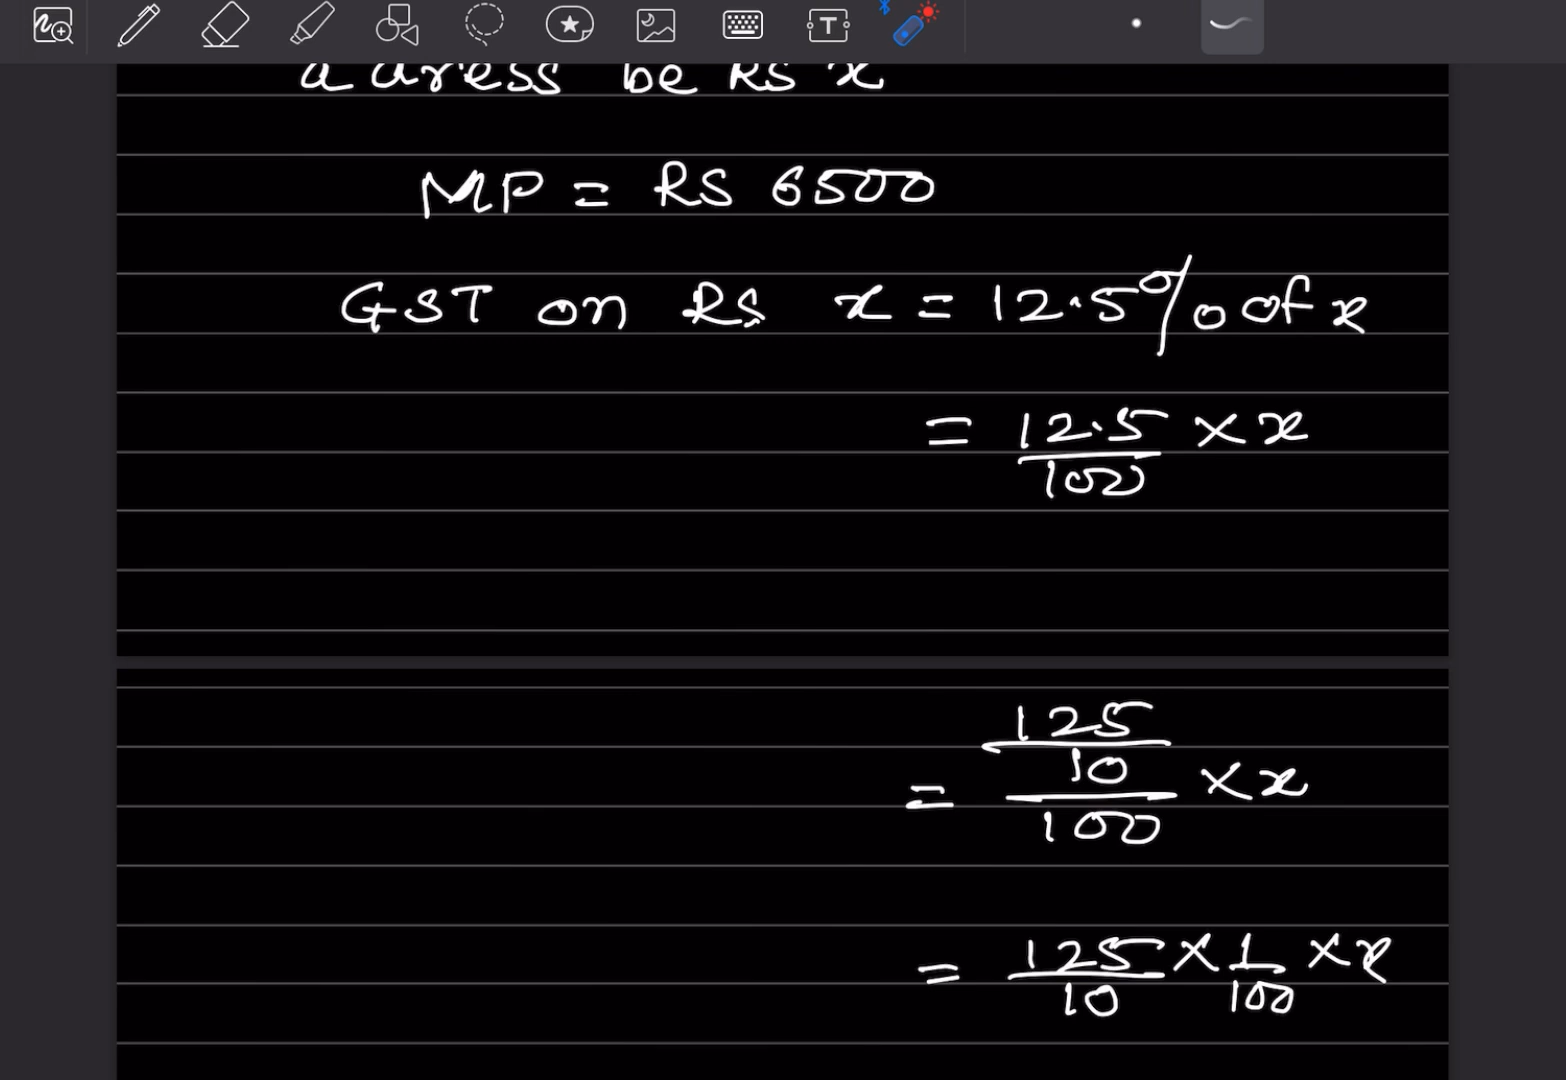 a dress be RS x
MP = RS 6500
GST on RS x = 12.5% of x
= 12.5/100 × x
= 125/10/100 × x
= 125/10 × 1/100 × x